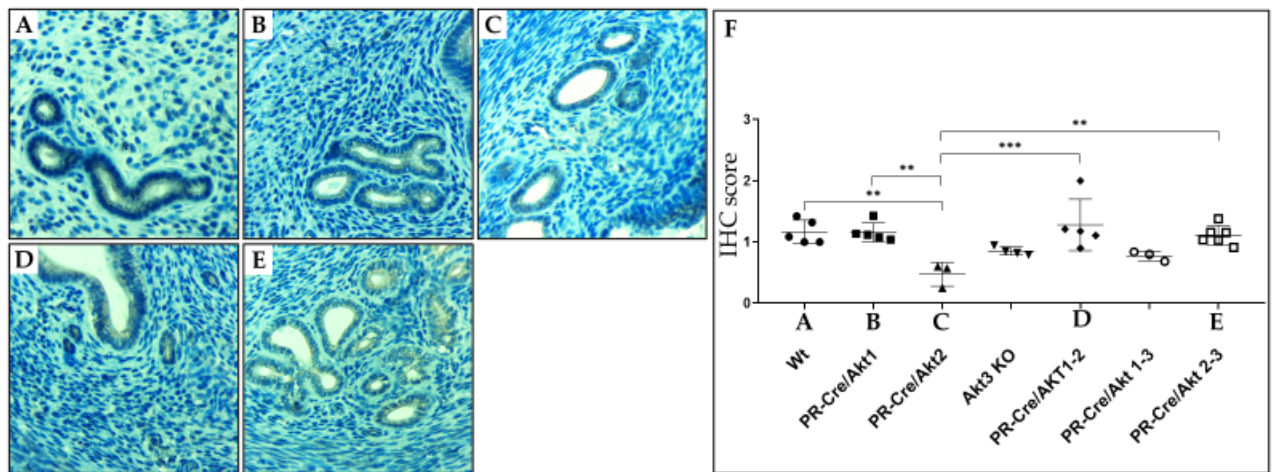 A
B
C
D
E
F
IHC score
3
2
1
0
**
***
**
**
A
B
C
D
E
Wt
PR-Cre/Akt1
PR-Cre/Akt2
Akt3 KO
PR-Cre/AKT1-2
PR-Cre/Akt 1-3
PR-Cre/Akt 2-3